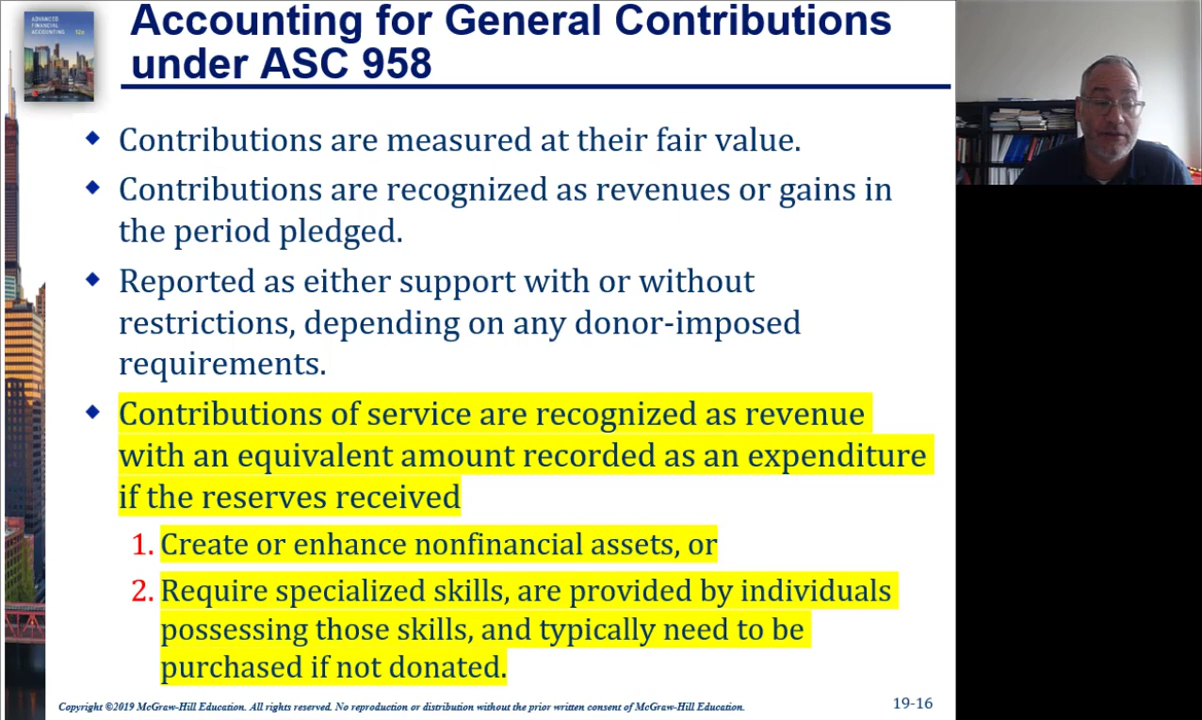 ADVANCED
FINANCIAL
ACCOUNTING
12e
Accounting for General Contributions
under ASC 958
Contributions are measured at their fair value.
Contributions are recognized as revenues or gains in
the period pledged.
Reported as either support with or without
restrictions, depending on any donor-imposed
requirements.
Contributions of service are recognized as revenue
with an equivalent amount recorded as an expenditure
if the reserves received
1. Create or enhance nonfinancial assets, or
2. Require specialized skills, are provided by individuals
possessing those skills, and typically need to be
purchased if not donated.
Copyright ©2019 McGraw-Hill Education. All rights reserved. No reproduction or distribution without the prior written consent of McGraw-Hill Education.
19-16